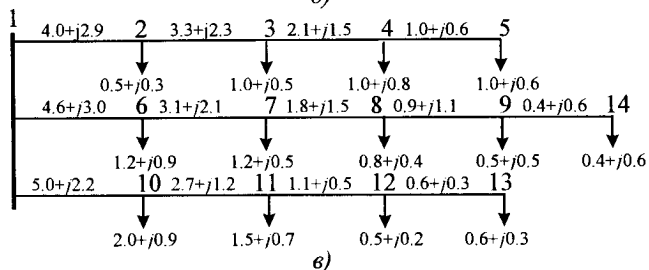 1
4.0+j2.9 2 3.3+j2.3 3 2.1+j1.5 4 1.0+j0.6 5
0.5+j0.3 1.0+j0.5 1.0+j0.8 1.0+j0.6
4.6+j3.0 6 3.1+j2.1 7 1.8+j1.5 8 0.9+j1.1 9 0.4+j0.6 14
1.2+j0.9 1.2+j0.5 0.8+j0.4 0.5+j0.5 0.4+j0.6
5.0+j2.2 10 2.7+j1.2 11 1.1+j0.5 12 0.6+j0.3 13
2.0+j0.9 1.5+j0.7 0.5+j0.2 0.6+j0.3
в)